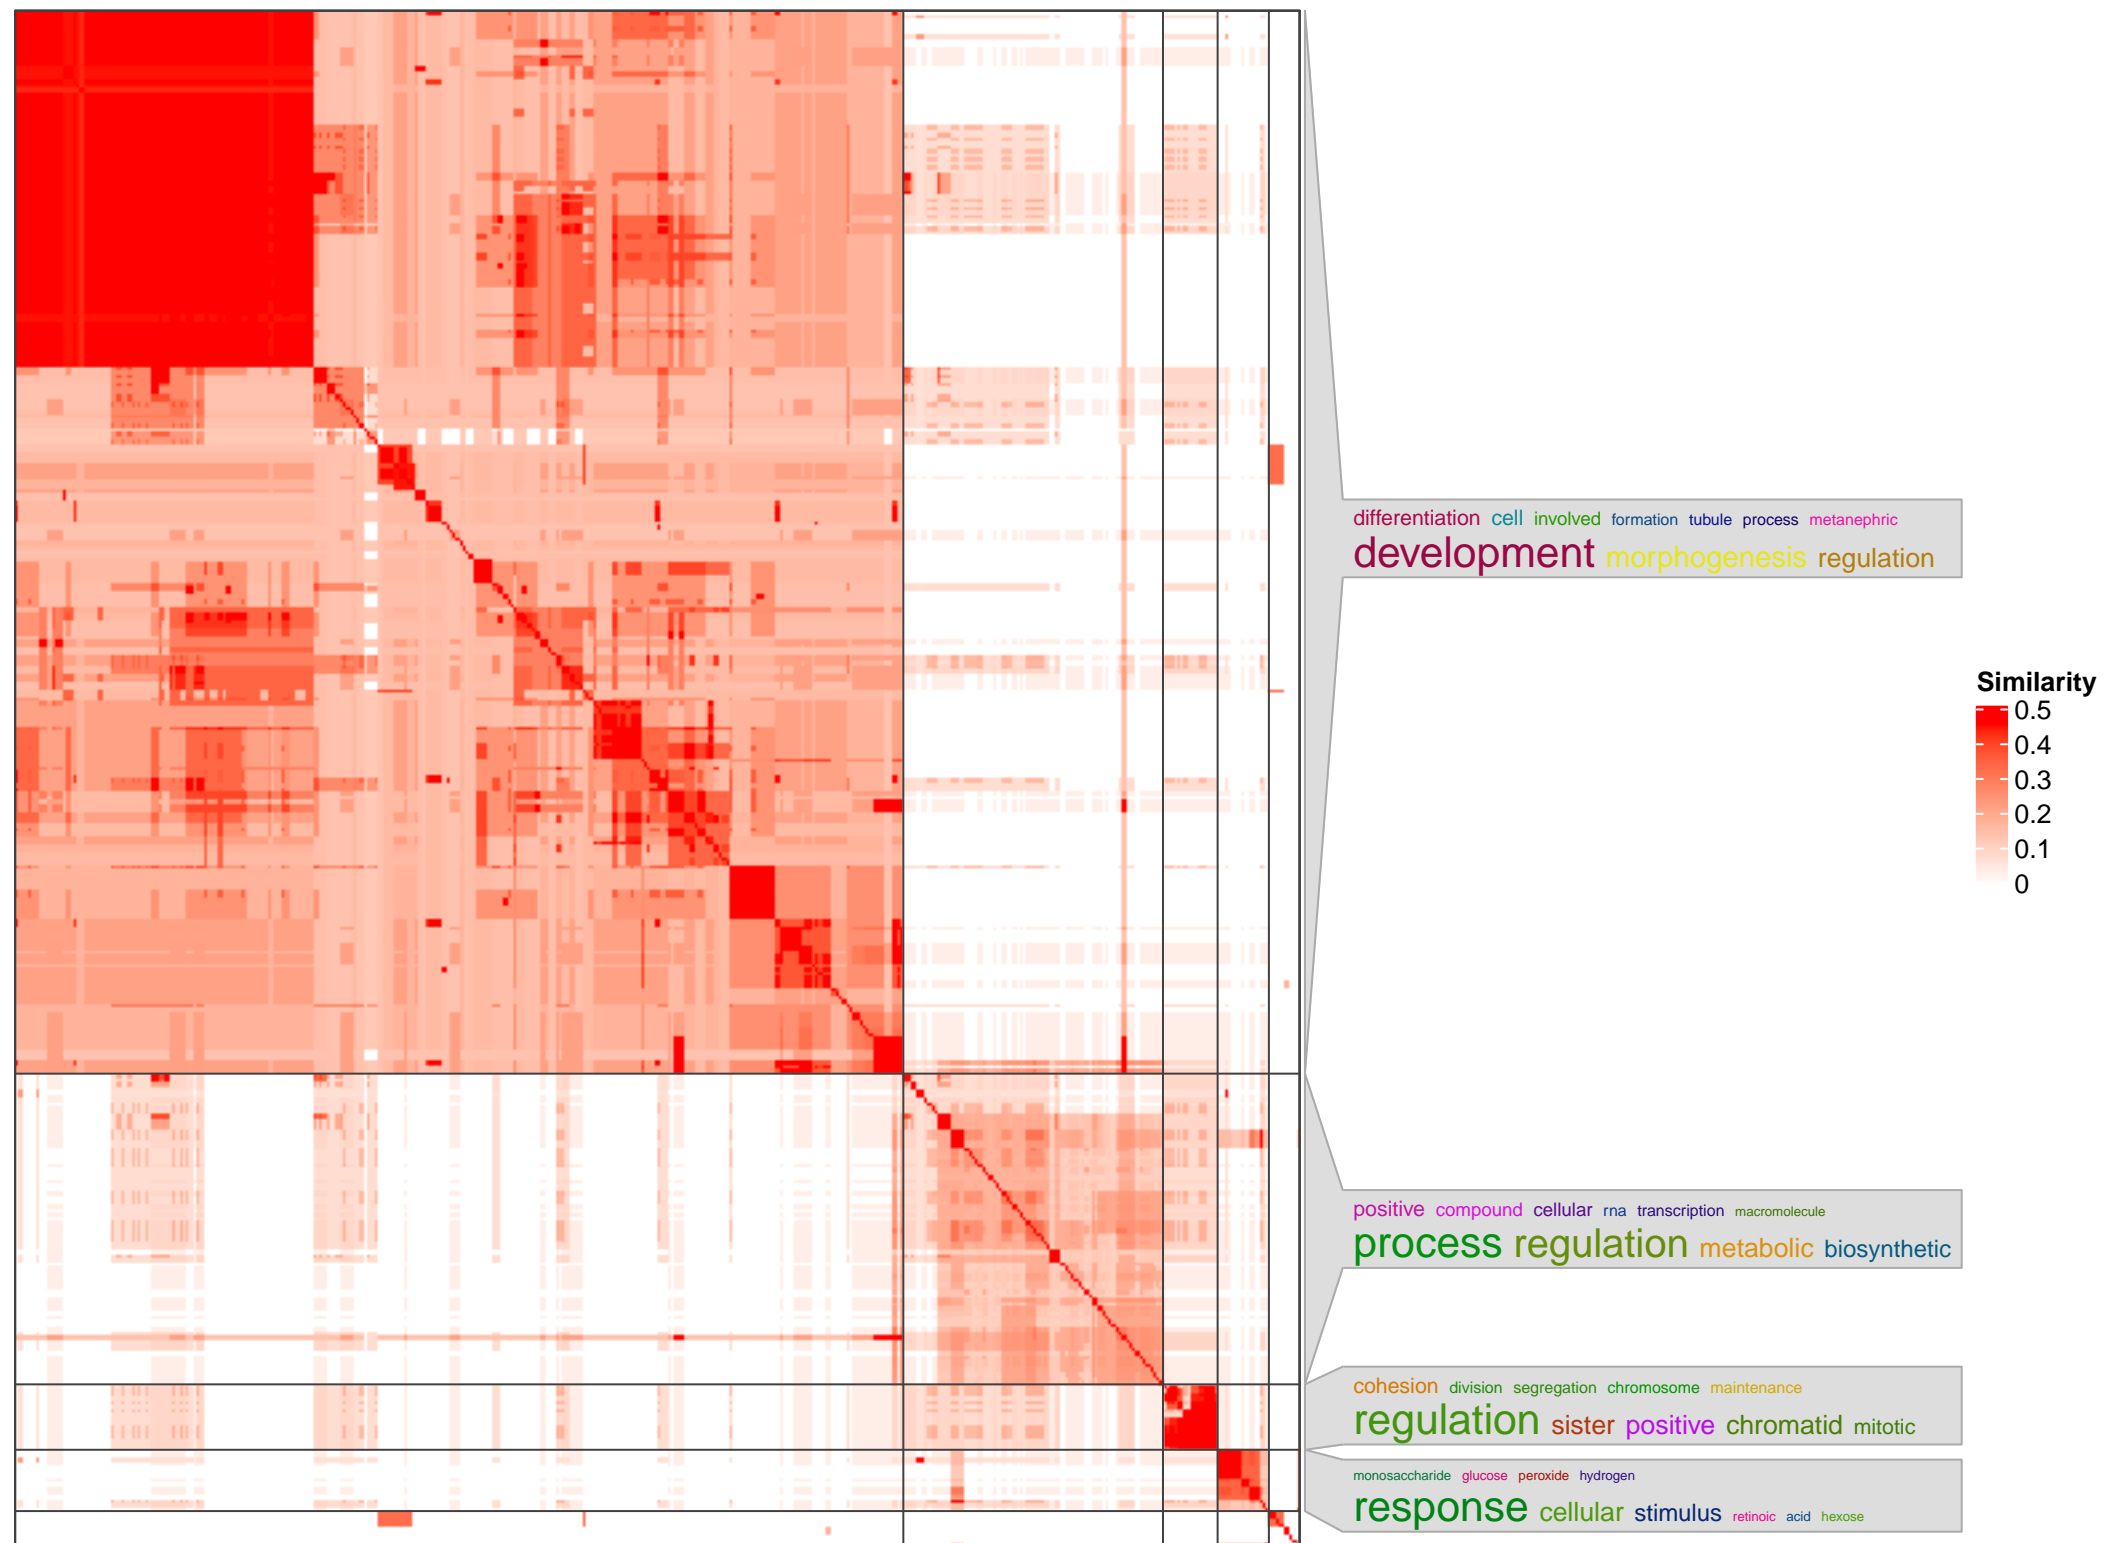 differentiation cell involved formation tubule process metanephric
development morphogenesis regulation
Similarity
0.5
0.4
0.3
0.2
0.1
0
positive compound cellular rna transcription macromolecule
process regulation metabolic biosynthetic
cohesion division segregation chromosome maintenance
regulation sister positive chromatid mitotic
monosaccharide glucose peroxide hydrogen
response cellular stimulus retinoic acid hexose